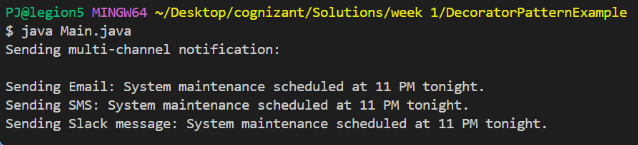 PJ@legion5 MINGW64 ~/Desktop/cognizant/Solutions/week 1/DecoratorPatternExample
$ java Main.java
Sending multi-channel notification:
Sending Email: System maintenance scheduled at 11 PM tonight.
Sending SMS: System maintenance scheduled at 11 PM tonight.
Sending Slack message: System maintenance scheduled at 11 PM tonight.